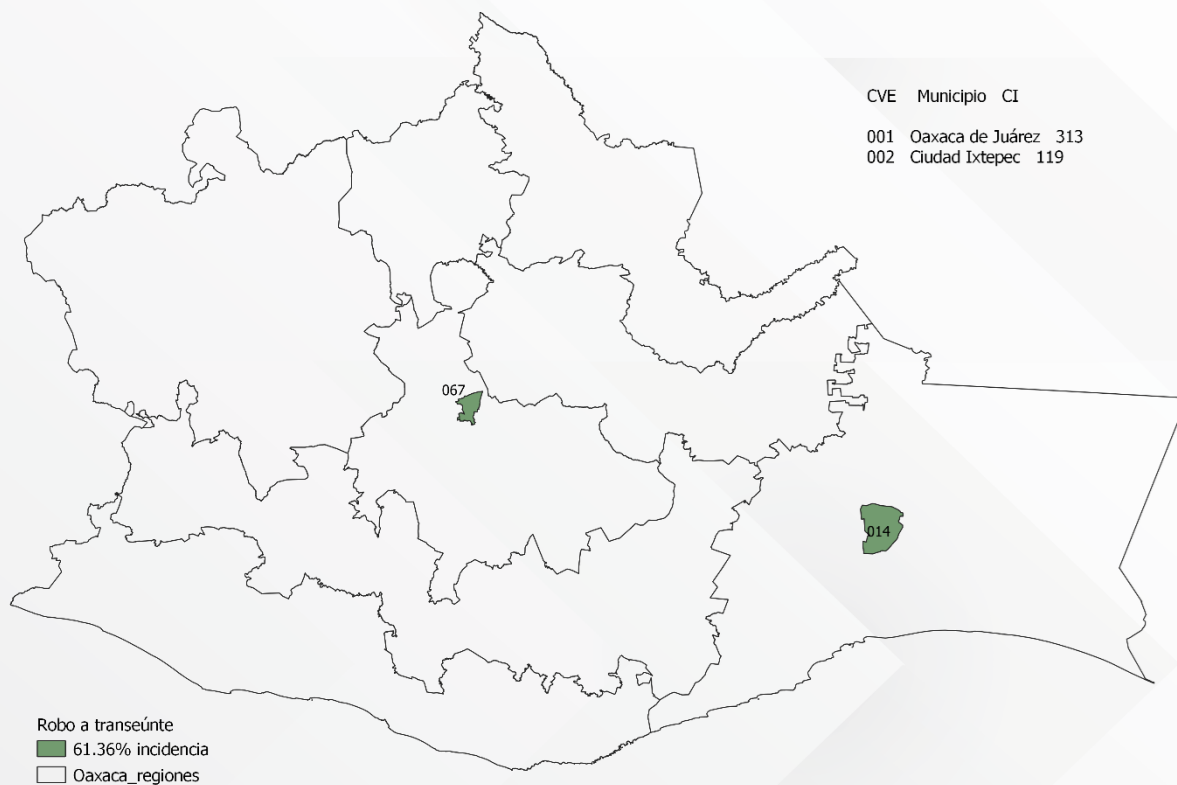 CVE Municipio CI
001 Oaxaca de Juárez 313
002 Ciudad Ixtepec 119
067
014
Robo a transeúnte
61.36% incidencia
Oaxaca_regiones